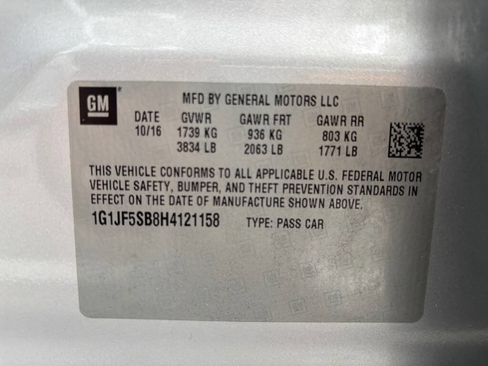 GM MFD BY GENERAL MOTORS LLC
DATE GVWR GAWR FRT GAWR RR
10/16 1739 KG 936 KG 803 KG
3834 LB 2063 LB 1771 LB
THIS VEHICLE CONFORMS TO ALL APPLICABLE U.S. FEDERAL MOTOR
VEHICLE SAFETY, BUMPER, AND THEFT PREVENTION STANDARDS IN
EFFECT ON THE DATE OF MANUFACTURE SHOWN ABOVE.
1G1JF5SB8H4121158 TYPE: PASS CAR